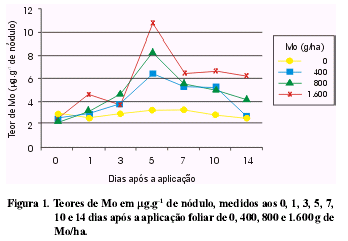 12
10
8
6
4
2
0
Teor de Mo (µg.g-1 de nódulo)
0 1 3 5 7 10 14
Dias após a aplicação
Mo (g/ha)
0
400
800
1.600
Figura 1. Teores de Mo em µg.g-1 de nódulo, medidos aos 0, 1, 3, 5, 7,
10 e 14 dias após a aplicação foliar de 0, 400, 800 e 1.600 g de
Mo/ha.